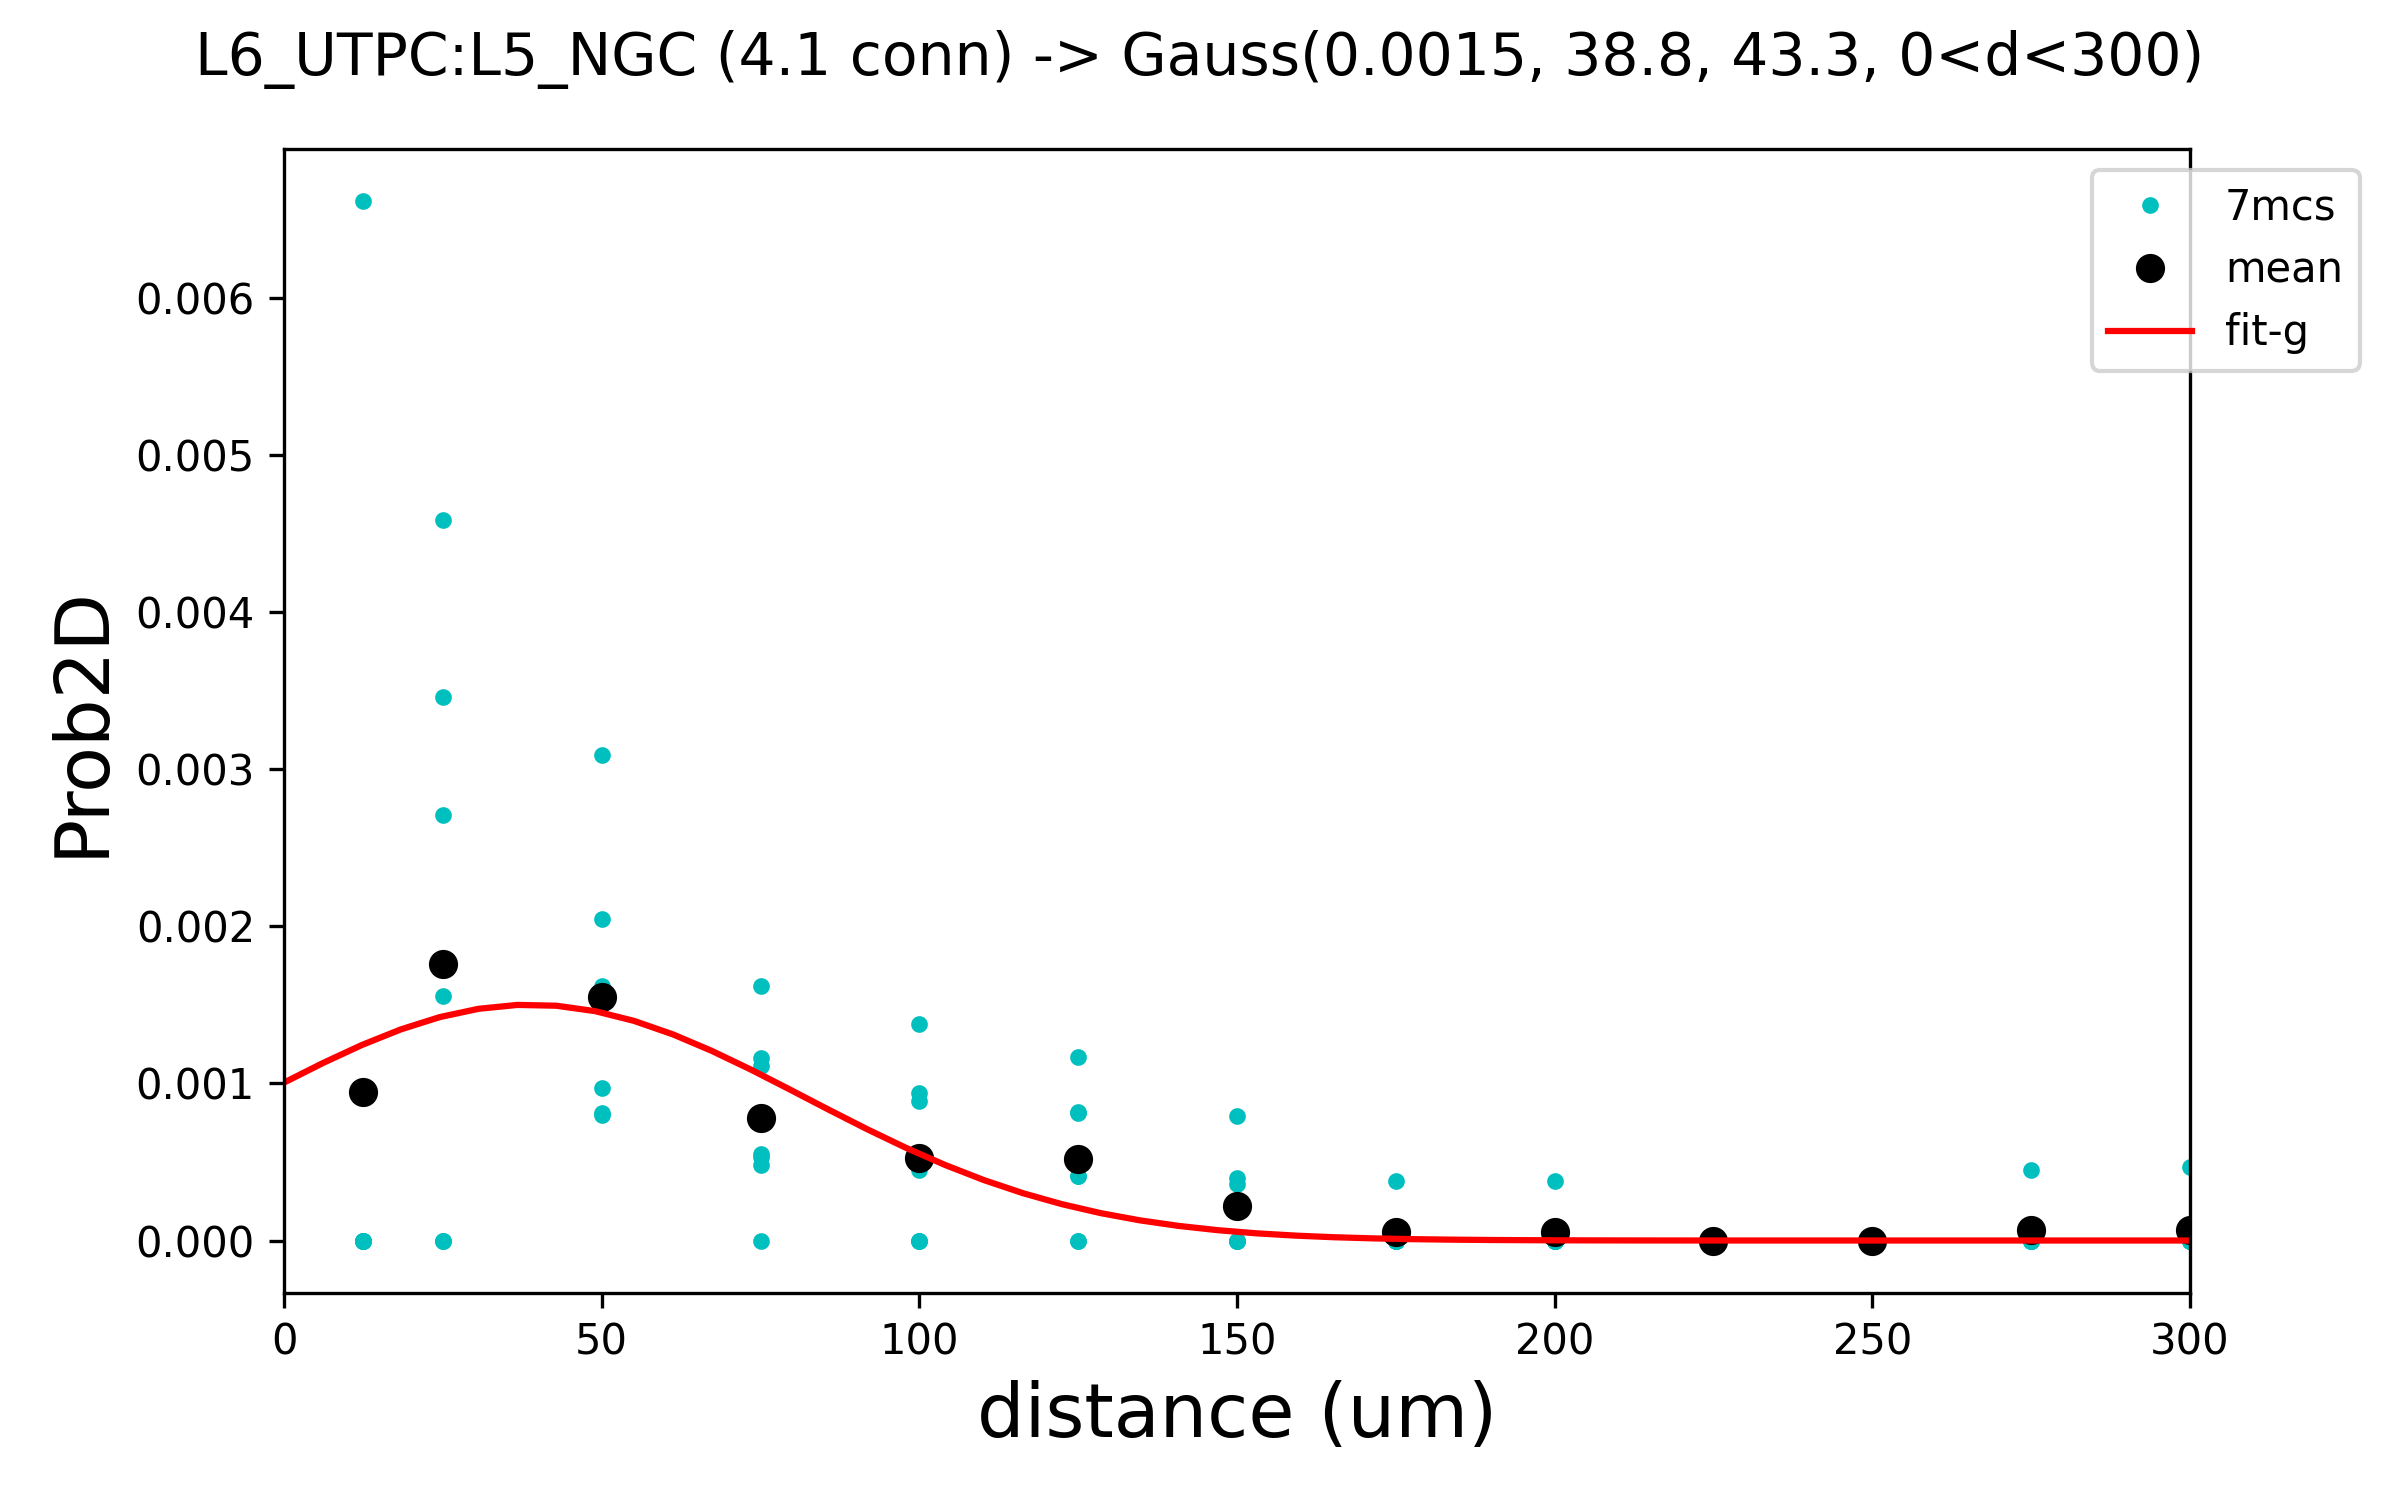 L6_UTPC:L5_NGC (4.1 conn) -> Gauss(0.0015, 38.8, 43.3, 0<d<300)
7mcs
mean
fit-g
0.006
0.005
0.004
0.003
0.002
0.001
0.000
Prob2D
0 50 100 150 200 250 300
distance (um)